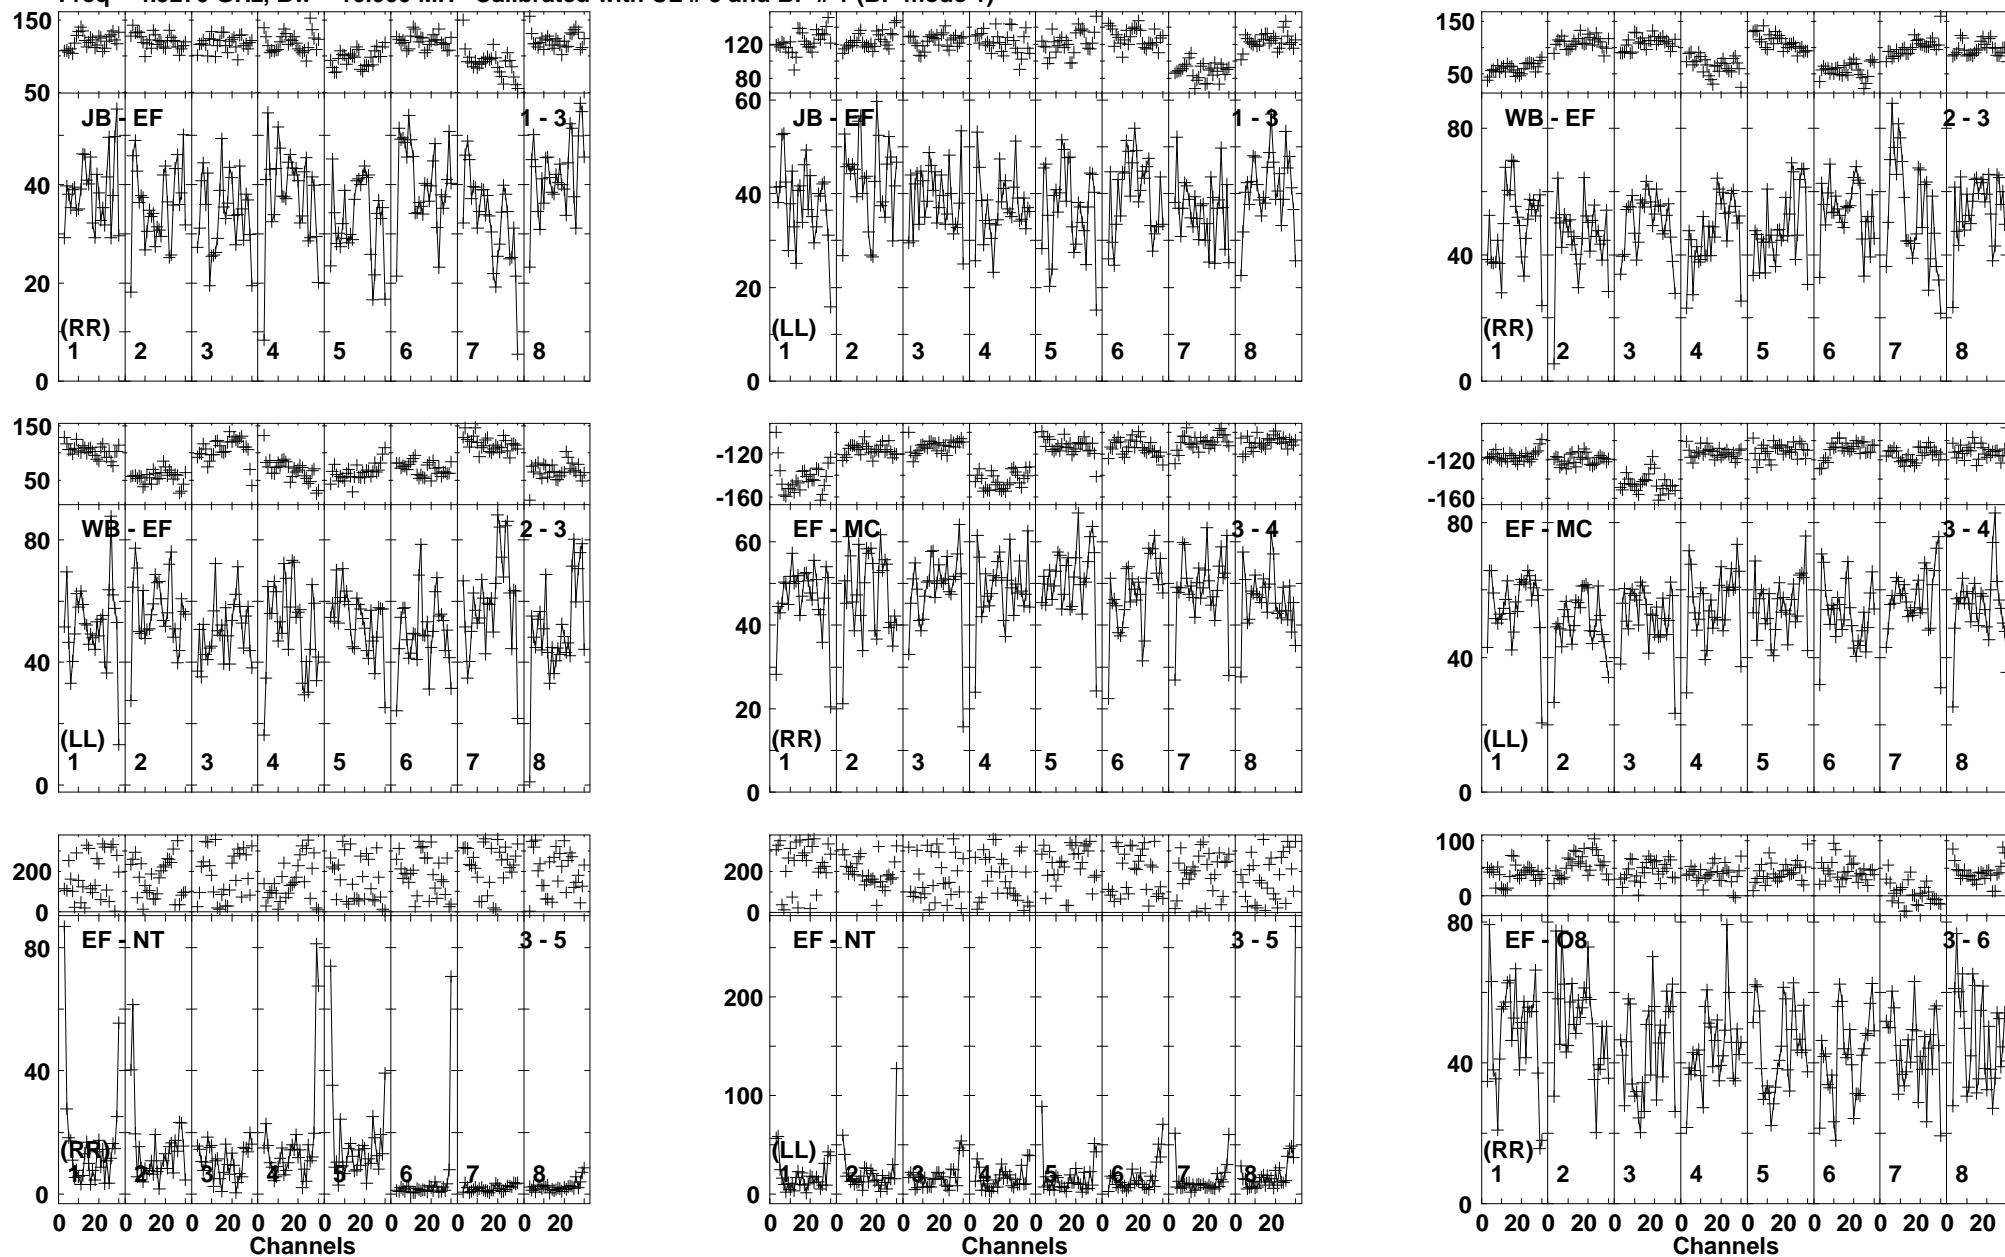 150 50 JB - EF 1 - 3 60 40 20 0 (RR) 1 2 3 4 5 6 7 8
120 80 JB - EF 1 - 3 60 40 20 0 (LL) 1 2 3 4 5 6 7 8
150 50 WB - EF 2 - 3 80 40 0 (RR) 1 2 3 4 5 6 7 8
150 50 WB - EF 2 - 3 80 40 0 (LL) 1 2 3 4 5 6 7 8
-120 -160 EF - MC 3 - 4 60 40 20 0 (RR) 1 2 3 4 5 6 7 8
-120 -160 EF - MC 3 - 4 80 40 0 (LL) 1 2 3 4 5 6 7 8
200 0 EF - NT 3 - 5 80 40 0 (RR) 1 2 3 4 5 6 7 8
0 20 0 20 0 20 0 20 0 20 0 20 0 20 0 20
Channels
200 0 EF - NT 3 - 5 200 100 0 (LL) 1 2 3 4 5 6 7 8
0 20 0 20 0 20 0 20 0 20 0 20 0 20 0 20
Channels
100 0 EF - O8 3 - 6 80 40 0 (RR) 1 2 3 4 5 6 7 8
0 20 0 20 0 20 0 20 0 20 0 20 0 20 0 20
Channels